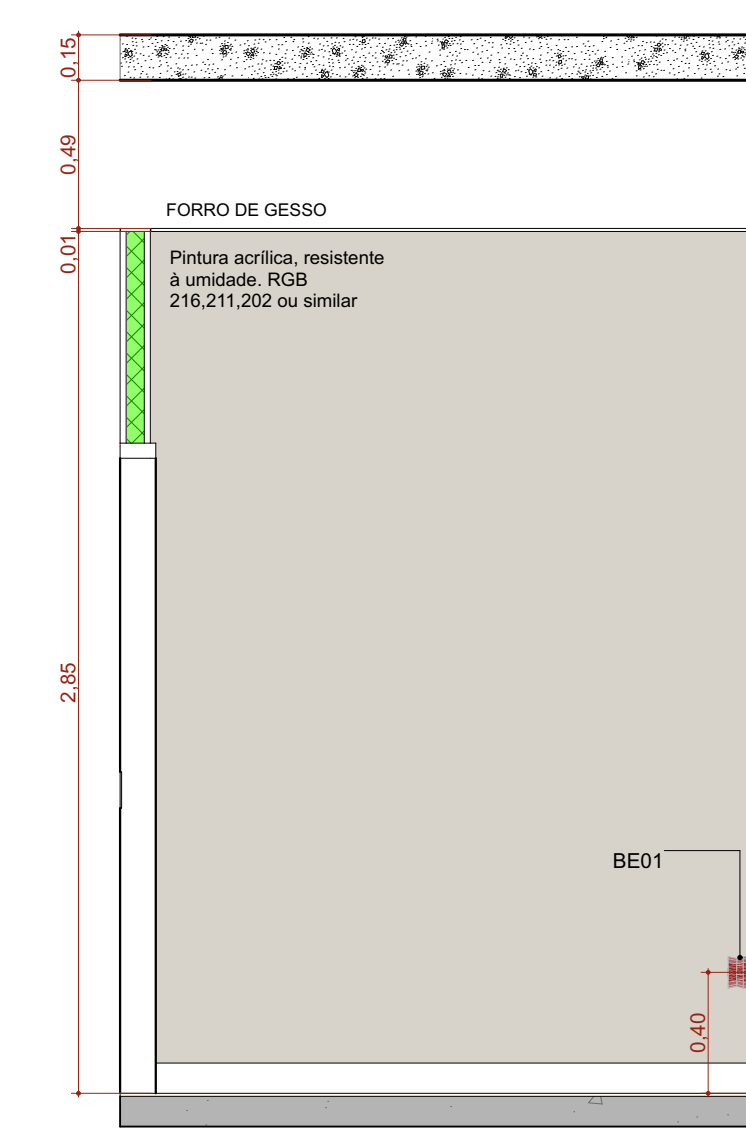 0,15
0,49
FORRO DE GESSO
0,01
Pintura acrílica, resistente
à umidade. RGB
216,211,202 ou similar
2,85
BE01
0,40